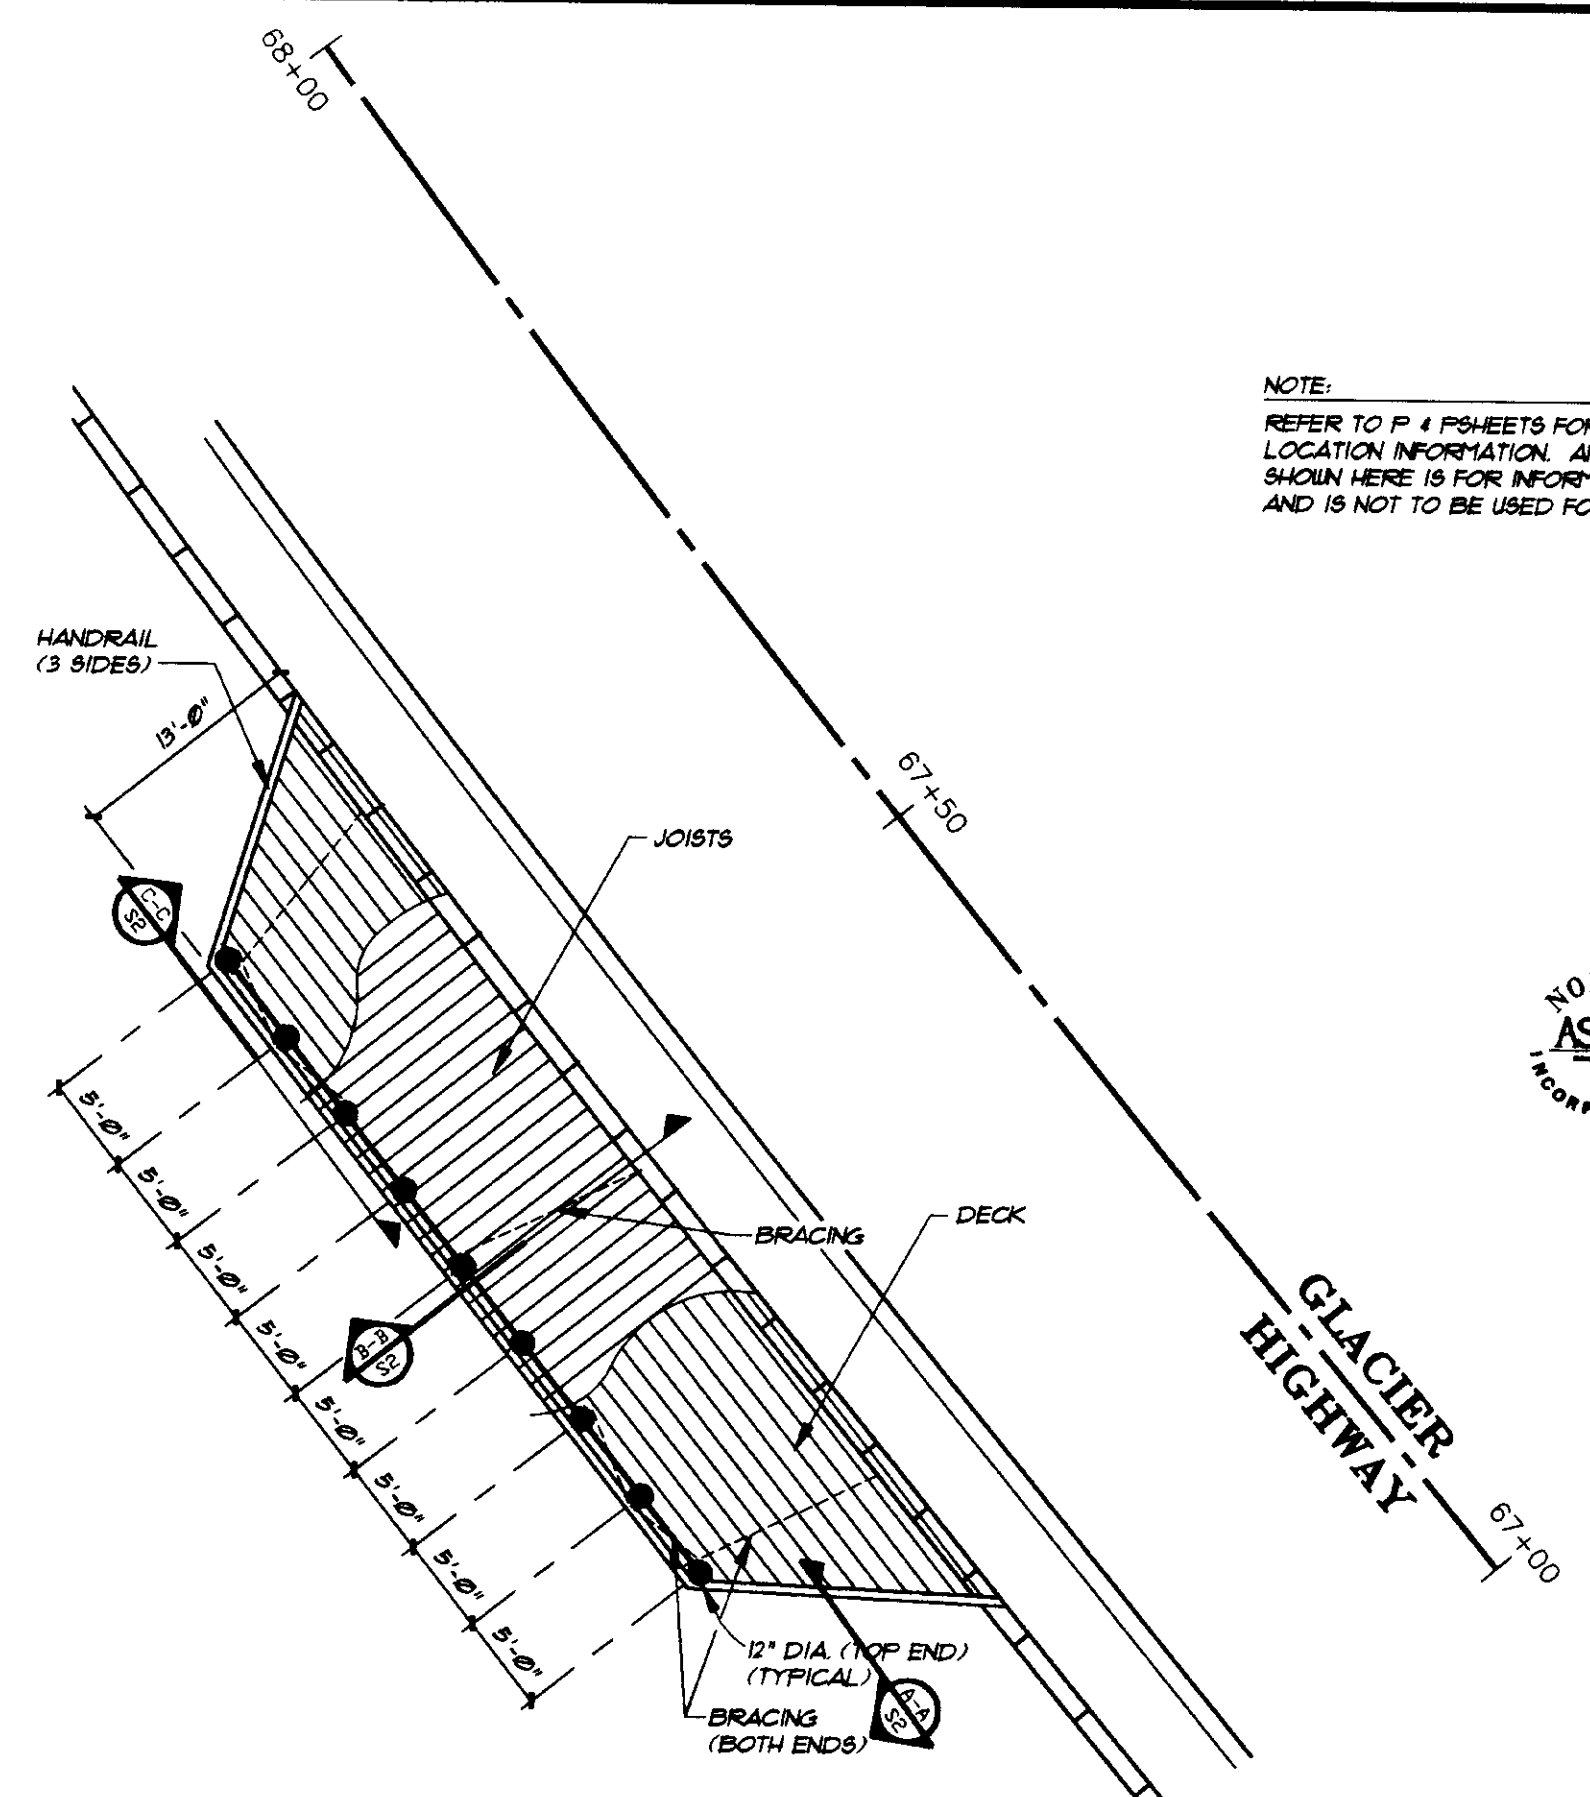 68+00
NOTE:
REFER TO P & PSHEETS FOR
LOCATION INFORMATION.
SHOWN HERE IS FOR
AND IS NOT TO BE USED
HANDRAIL
(3 SIDES)
13'-0"
67+50
JOISTS
C-C
S2
5'-0"
5'-0"
5'-0"
5'-0"
5'-0"
5'-0"
5'-0"
5'-0"
BRACING
DECK
B-B
S2
GLACIER
HIGHWAY
67+00
12" DIA. (TOP END)
(TYPICAL)
BRACING
(BOTH ENDS)
A-A
S2